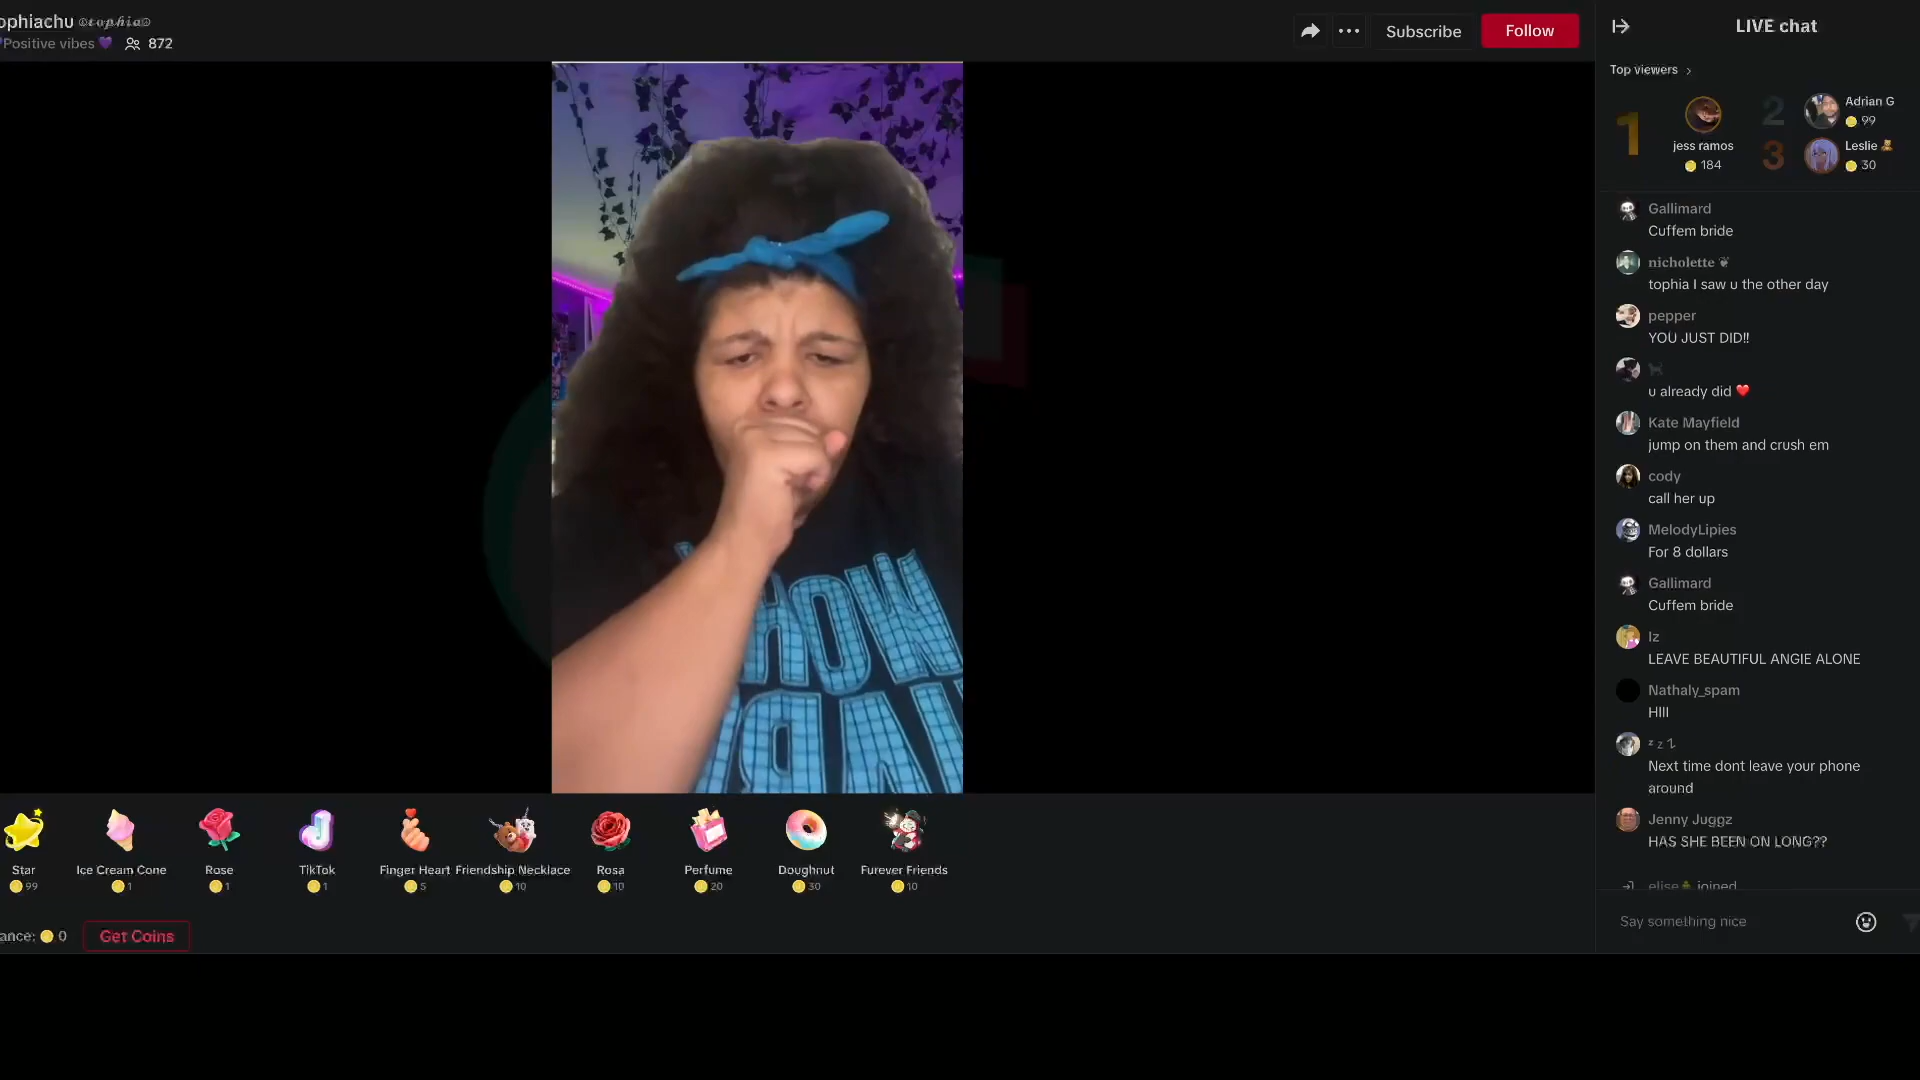 ophiachu @tophia
Positive vibes 💜 872
Subscribe
Follow
LIVE chat
Top viewers >
1
jess ramos
184
2
Adrian G
99
3
Leslie 🧸
30
Gallimard
Cuffem bride
nicholette ❦
tophia I saw u the other day
pepper
YOU JUST DID!!
u already did ❤️
Kate Mayfield
jump on them and crush em
cody
call her up
MelodyLipies
For 8 dollars
Gallimard
Cuffem bride
lz
LEAVE BEAUTIFUL ANGIE ALONE
Nathaly_spam
HIII
ᶻ z 𐰁
Next time dont leave your phone
around
Jenny Juggz
HAS SHE BEEN ON LONG??
elise joined
Say something nice
HOW
Star
99
Ice Cream Cone
1
Rose
1
TikTok
1
Finger Heart
5
Friendship Necklace
10
Rosa
10
Perfume
20
Doughnut
30
Furever Friends
10
ance: 0
Get Coins